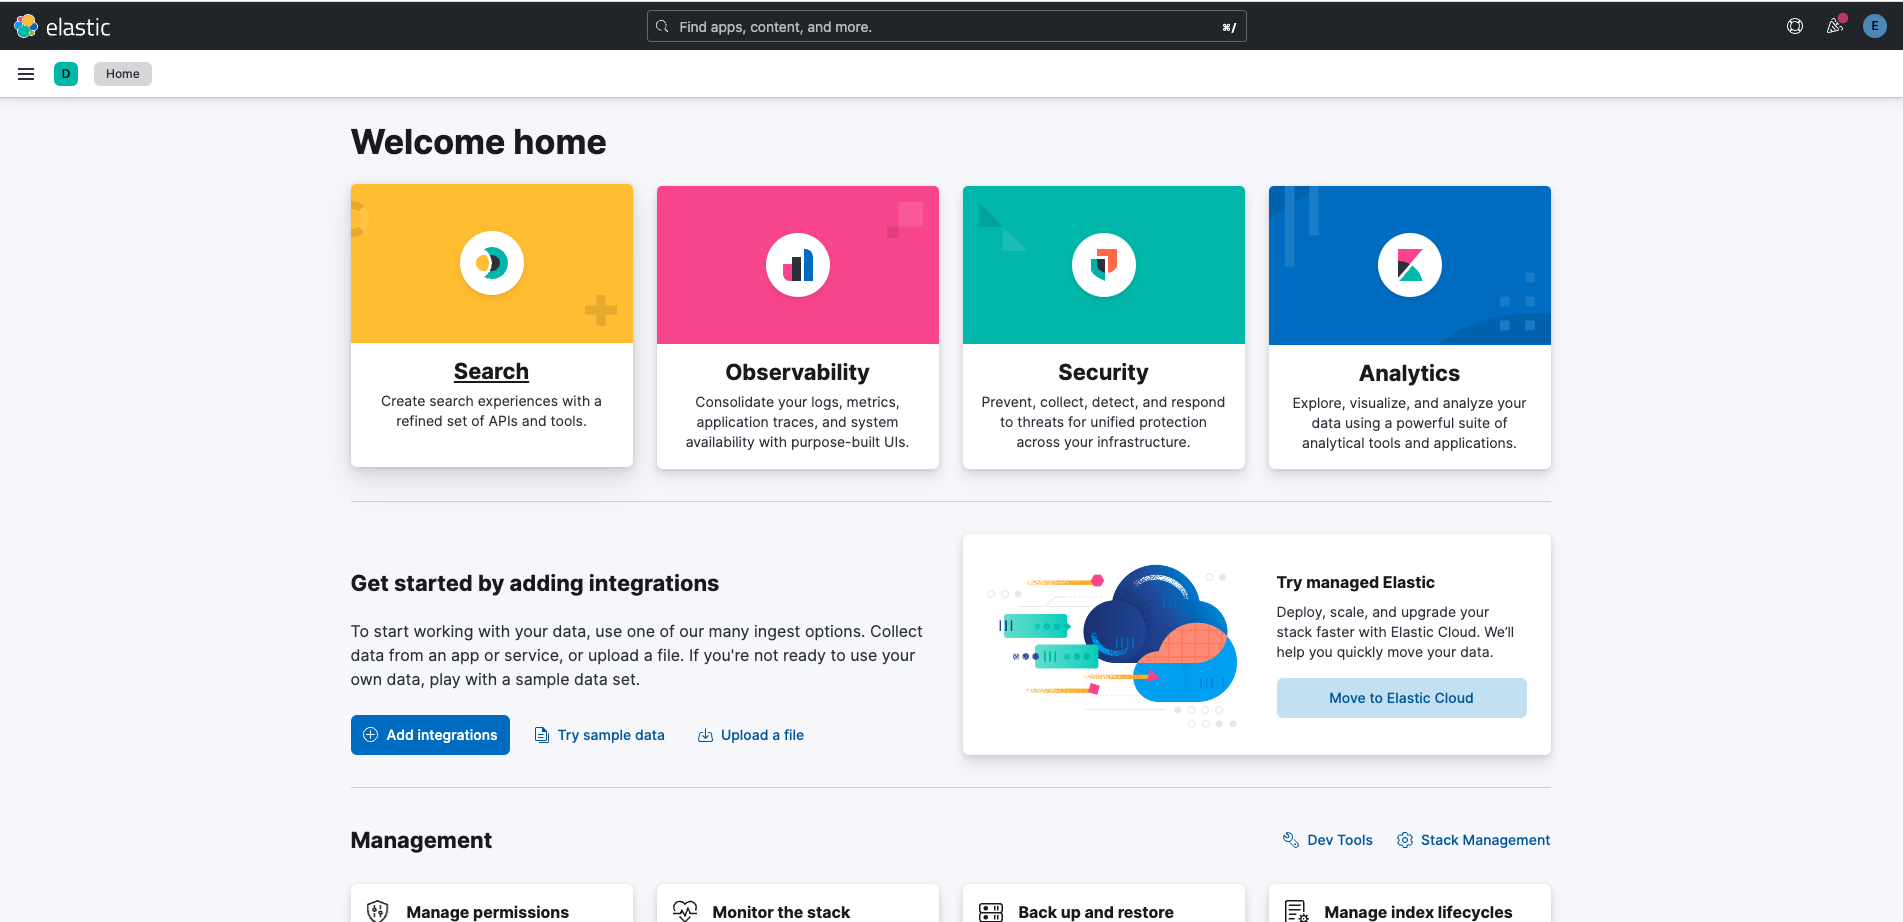 elastic
Find apps, content, and more.
⌘/
E
D
Home
Welcome home
Search
Create search experiences with a
refined set of APIs and tools.
Observability
Consolidate your logs, metrics,
application traces, and system
availability with purpose-built UIs.
Security
Prevent, collect, detect, and respond
to threats for unified protection
across your infrastructure.
Analytics
Explore, visualize, and analyze your
data using a powerful suite of
analytical tools and applications.
Get started by adding integrations
To start working with your data, use one of our many ingest options. Collect
data from an app or service, or upload a file. If you're not ready to use your
own data, play with a sample data set.
Add integrations
Try sample data
Upload a file
Try managed Elastic
Deploy, scale, and upgrade your
stack faster with Elastic Cloud. We’ll
help you quickly move your data.
Move to Elastic Cloud
Management
Dev Tools
Stack Management
Manage permissions
Monitor the stack
Back up and restore
Manage index lifecycles